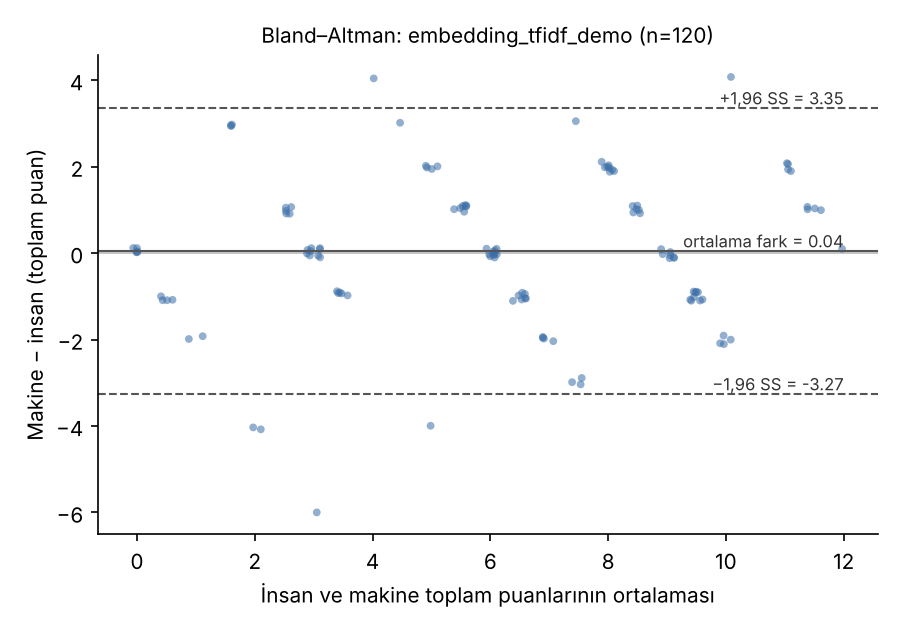 Bland–Altman: embedding_tfidf_demo (n=120)
Makine − insan (toplam puan)
4
2
0
−2
−4
−6
+1,96 SS = 3.35
ortalama fark = 0.04
−1,96 SS = -3.27
0 2 4 6 8 10 12
İnsan ve makine toplam puanlarının ortalaması